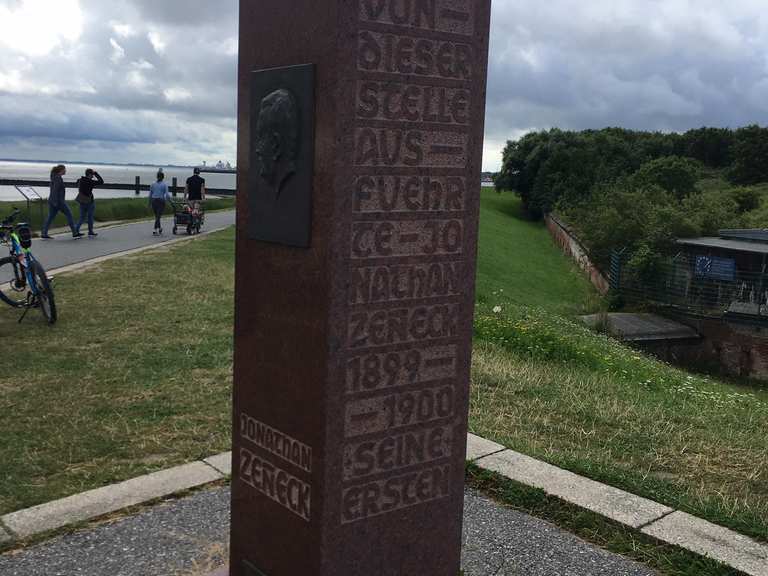 VON
DIESER
STELLE
AUS
FUEHR
TE JO
NATHAN
ZENECK
1899
1900
SEINE
ERSTEN
JONATHAN
ZENECK